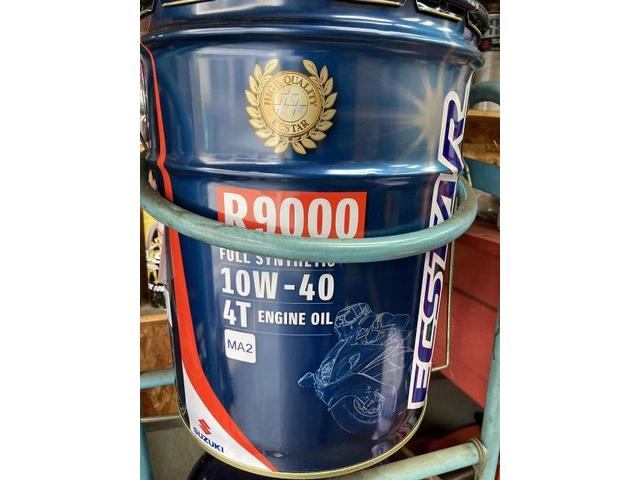 HIGH QUALITY
ECSTAR
R9000
FULL SYNTHETIC
10W-40
4T ENGINE OIL
MA2
SUZUKI
ECSTAR